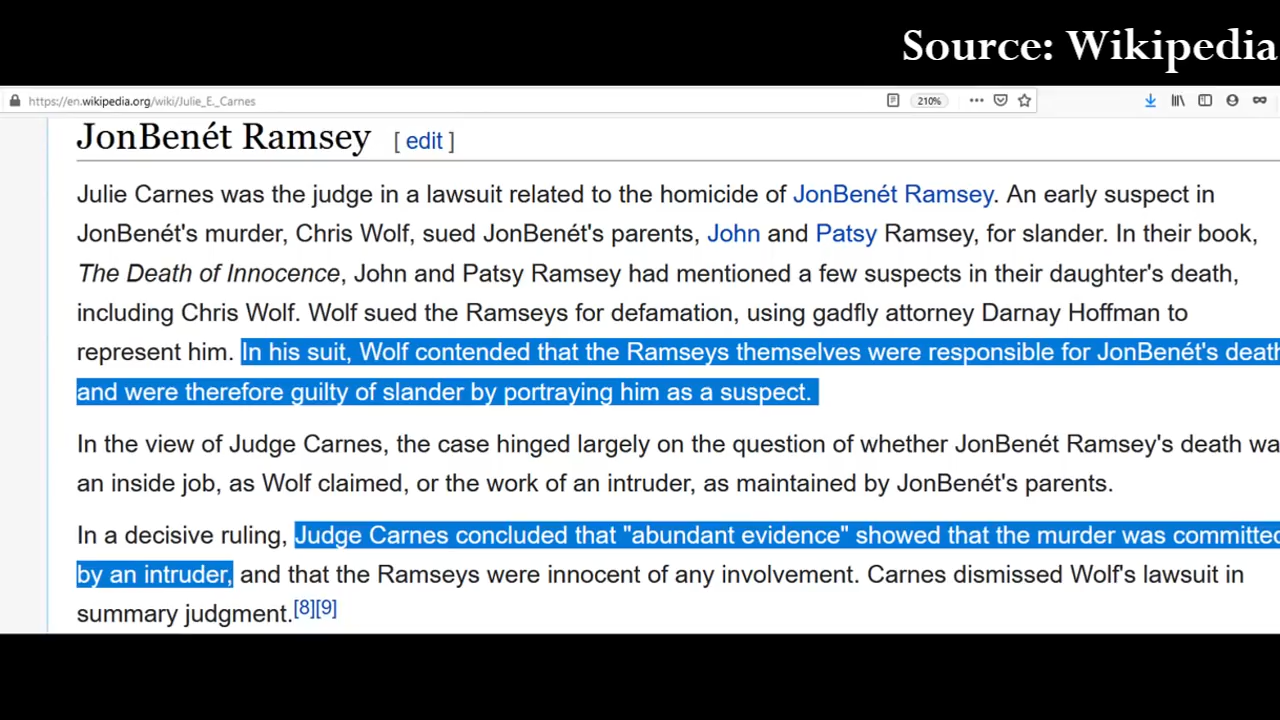 Source: Wikipedia
https://en.wikipedia.org/wiki/Julie_E._Carnes
210%
JonBenét Ramsey [ edit ]
Julie Carnes was the judge in a lawsuit related to the homicide of JonBenét Ramsey. An early suspect in
JonBenét's murder, Chris Wolf, sued JonBenét's parents, John and Patsy Ramsey, for slander. In their book,
The Death of Innocence, John and Patsy Ramsey had mentioned a few suspects in their daughter's death,
including Chris Wolf. Wolf sued the Ramseys for defamation, using gadfly attorney Darnay Hoffman to
represent him. In his suit, Wolf contended that the Ramseys themselves were responsible for JonBenét's death
and were therefore guilty of slander by portraying him as a suspect.
In the view of Judge Carnes, the case hinged largely on the question of whether JonBenét Ramsey's death wa
an inside job, as Wolf claimed, or the work of an intruder, as maintained by JonBenét's parents.
In a decisive ruling, Judge Carnes concluded that "abundant evidence" showed that the murder was committed
by an intruder, and that the Ramseys were innocent of any involvement. Carnes dismissed Wolf's lawsuit in
summary judgment.[8][9]